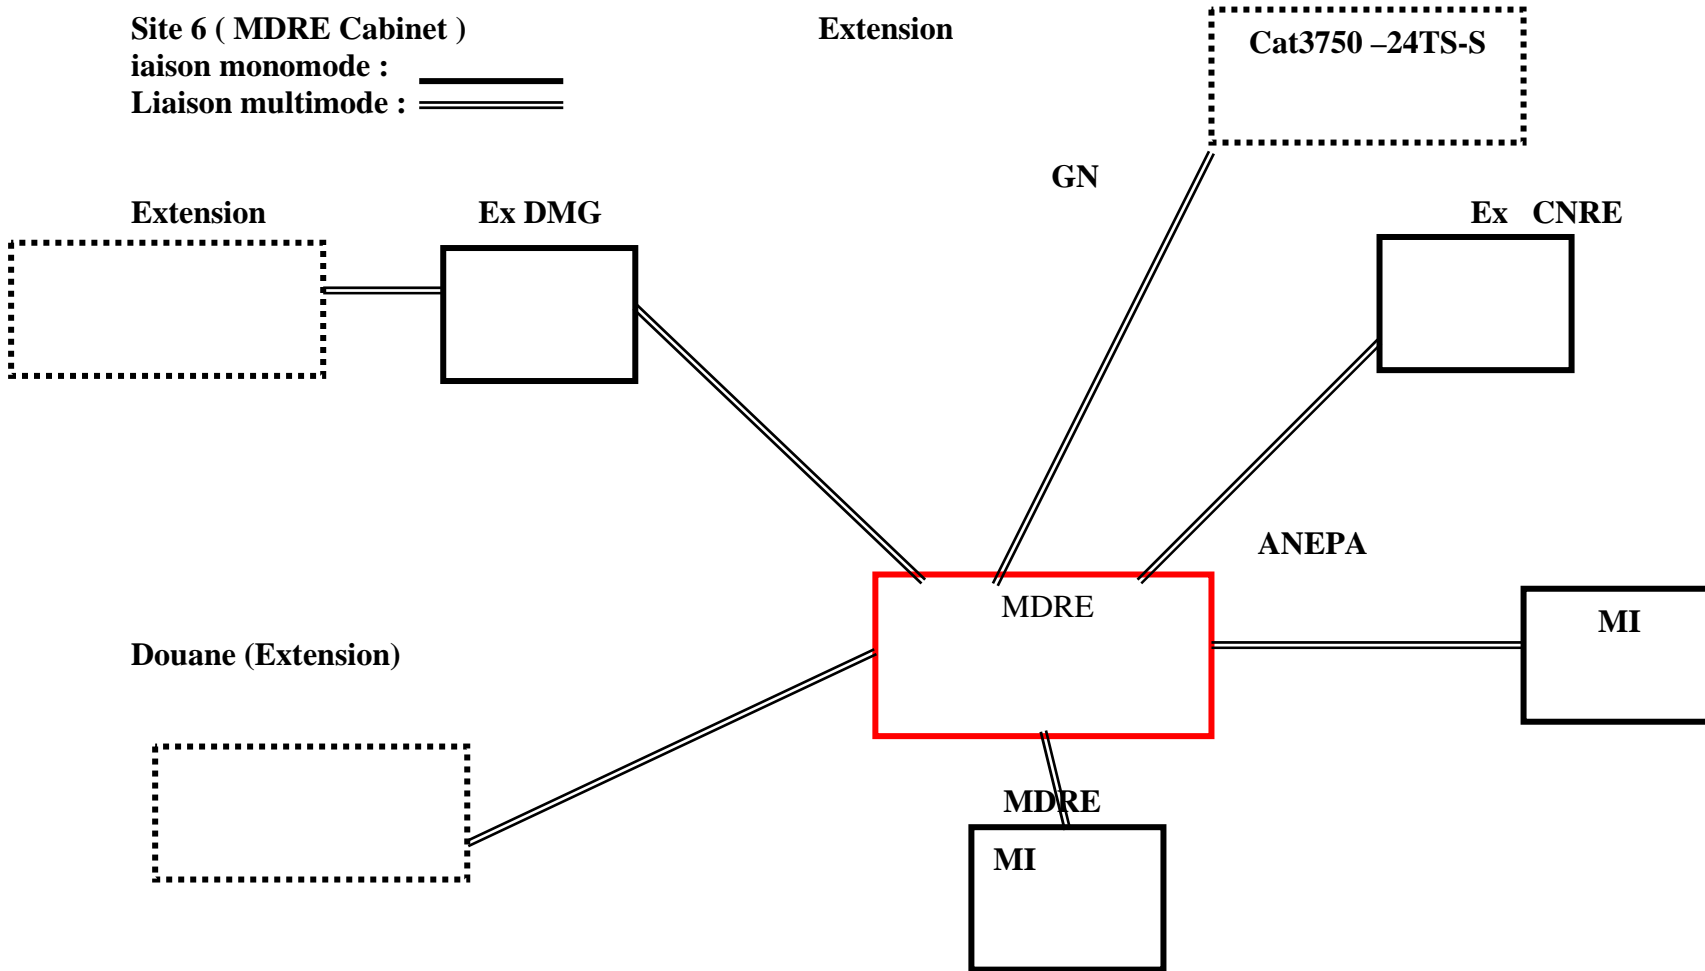 Site 6 ( MDRE Cabinet )
Extension
Cat3750 –24TS-S
iaison monomode :
Liaison multimode :
GN
Extension
Ex DMG
Ex CNRE
ANEPA
MDRE
MI
Douane (Extension)
MDRE
MI